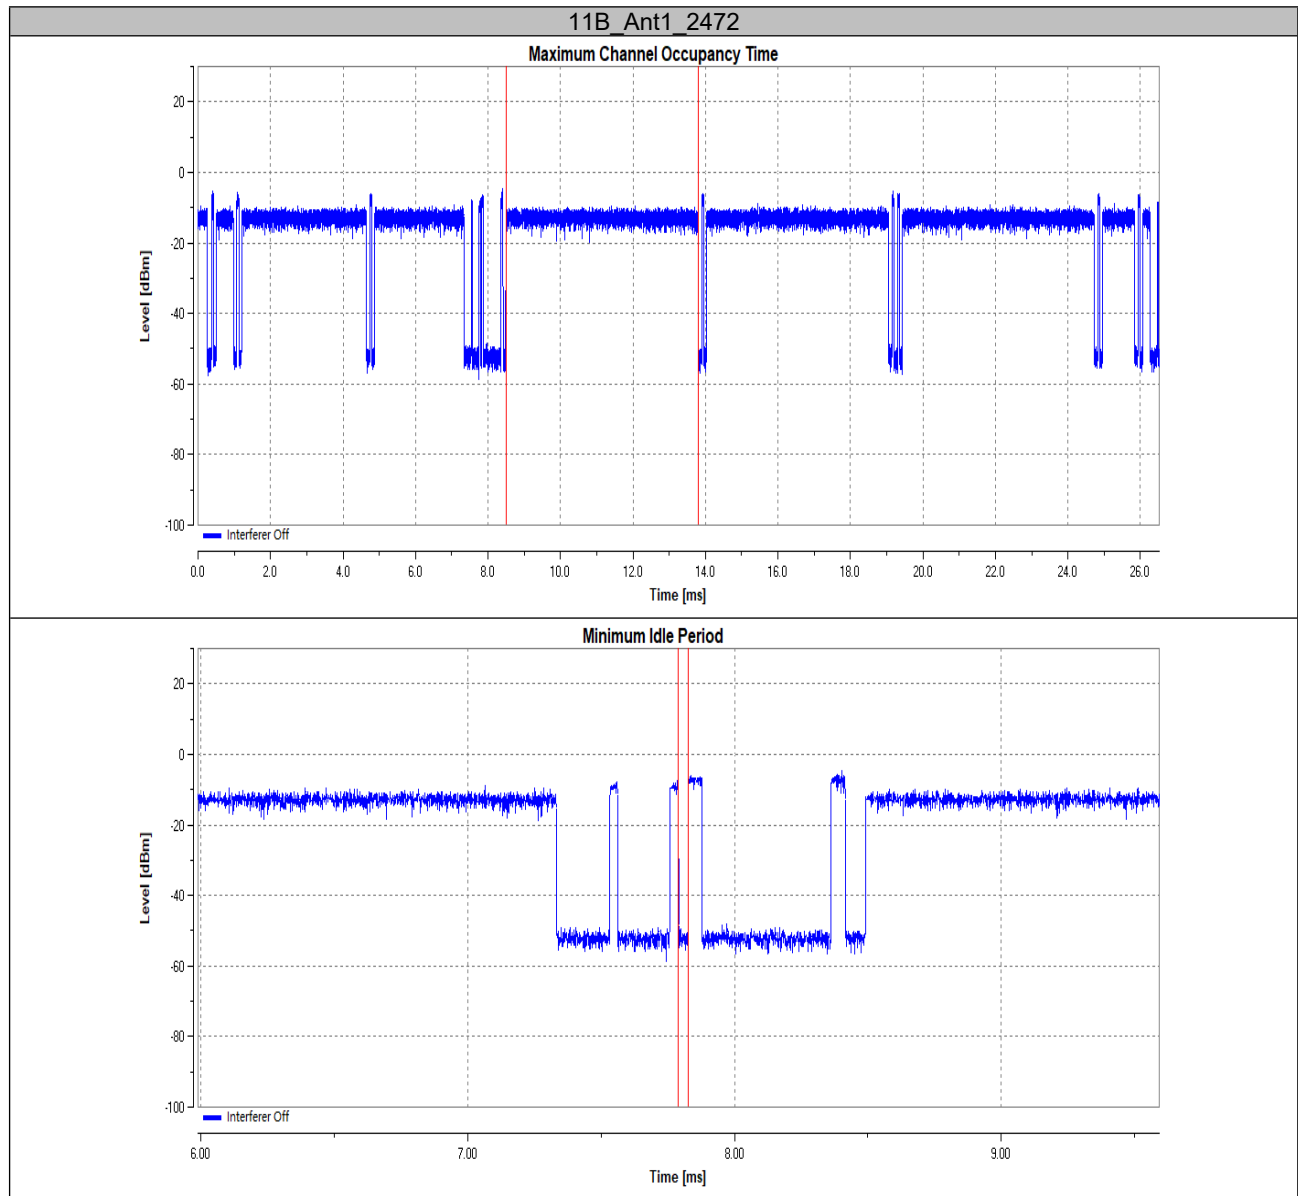 11B_Ant1_2472
Maximum Channel Occupancy Time
20
0
-20
-40
-60
-80
-100
Level [dBm]
Interferer Off
0.0 2.0 4.0 6.0 8.0 10.0 12.0 14.0 16.0 18.0 20.0 22.0 24.0 26.0
Time [ms]
Minimum Idle Period
20
0
-20
-40
-60
-80
-100
Level [dBm]
Interferer Off
6.00 7.00 8.00 9.00
Time [ms]